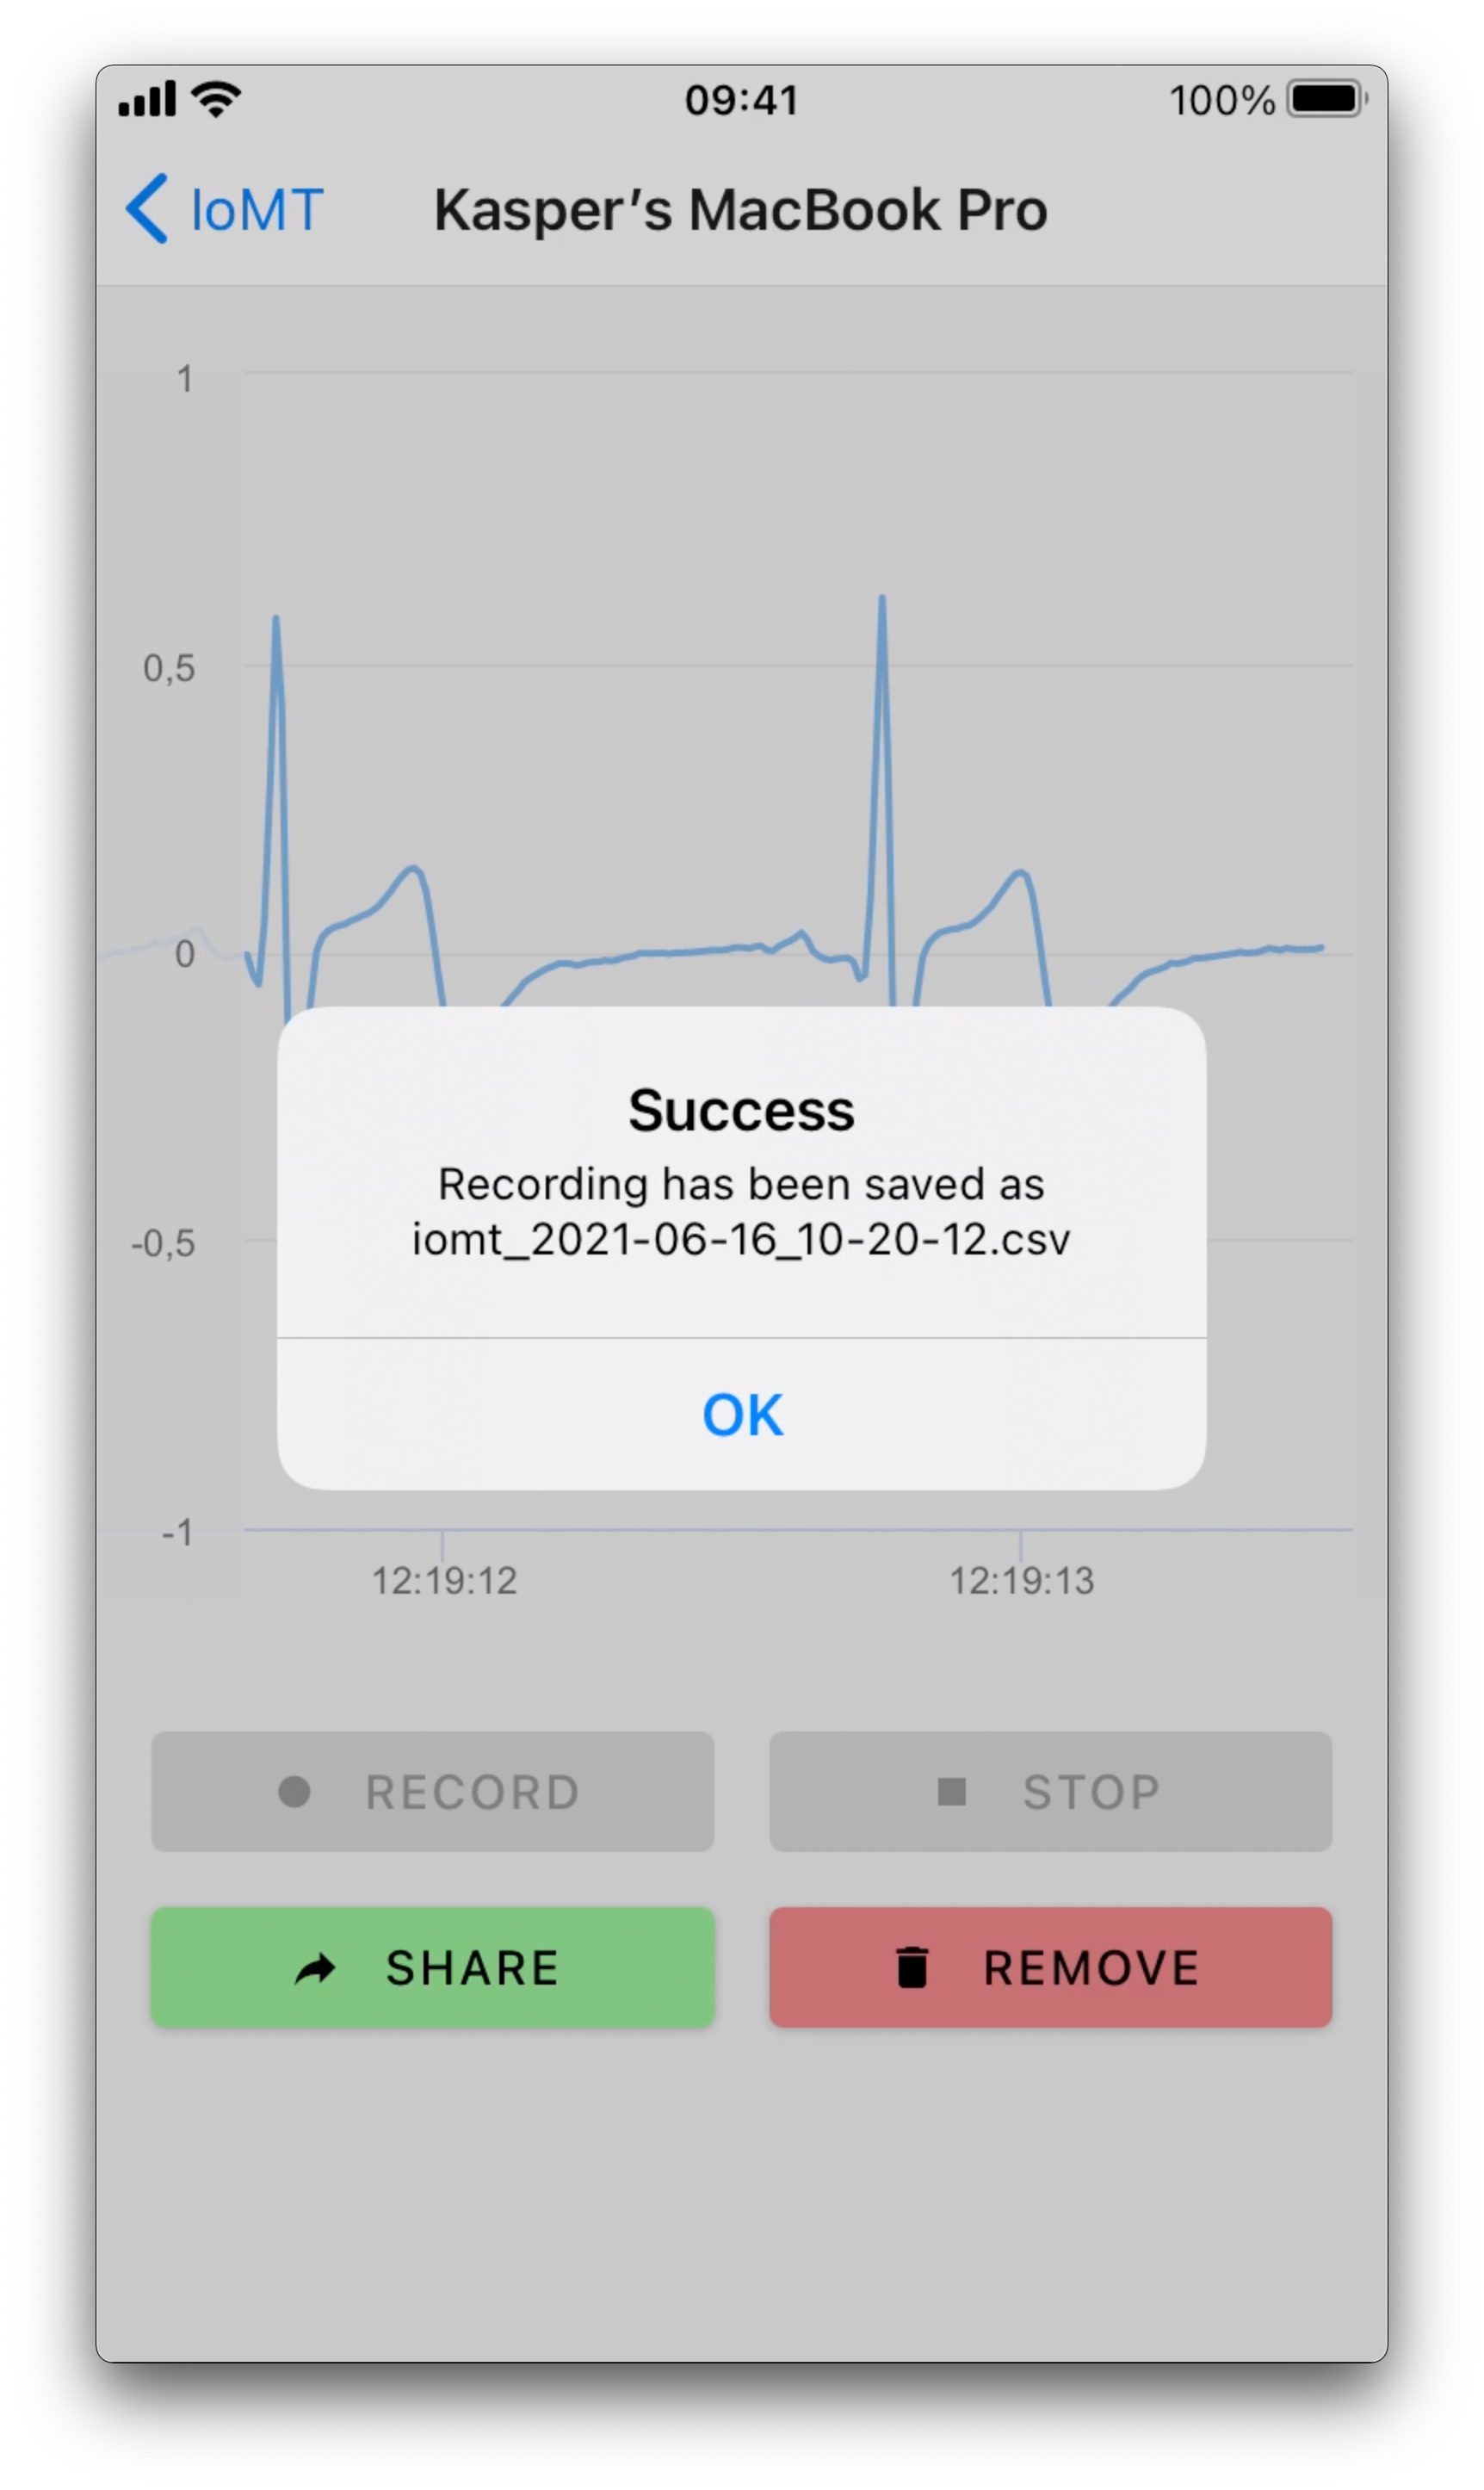 09:41 100%
IoMT Kasper's MacBook Pro
1
0,5
0
-0,5
-1
Success
Recording has been saved as
iomt_2021-06-16_10-20-12.csv
OK
12:19:12 12:19:13
RECORD STOP
SHARE REMOVE